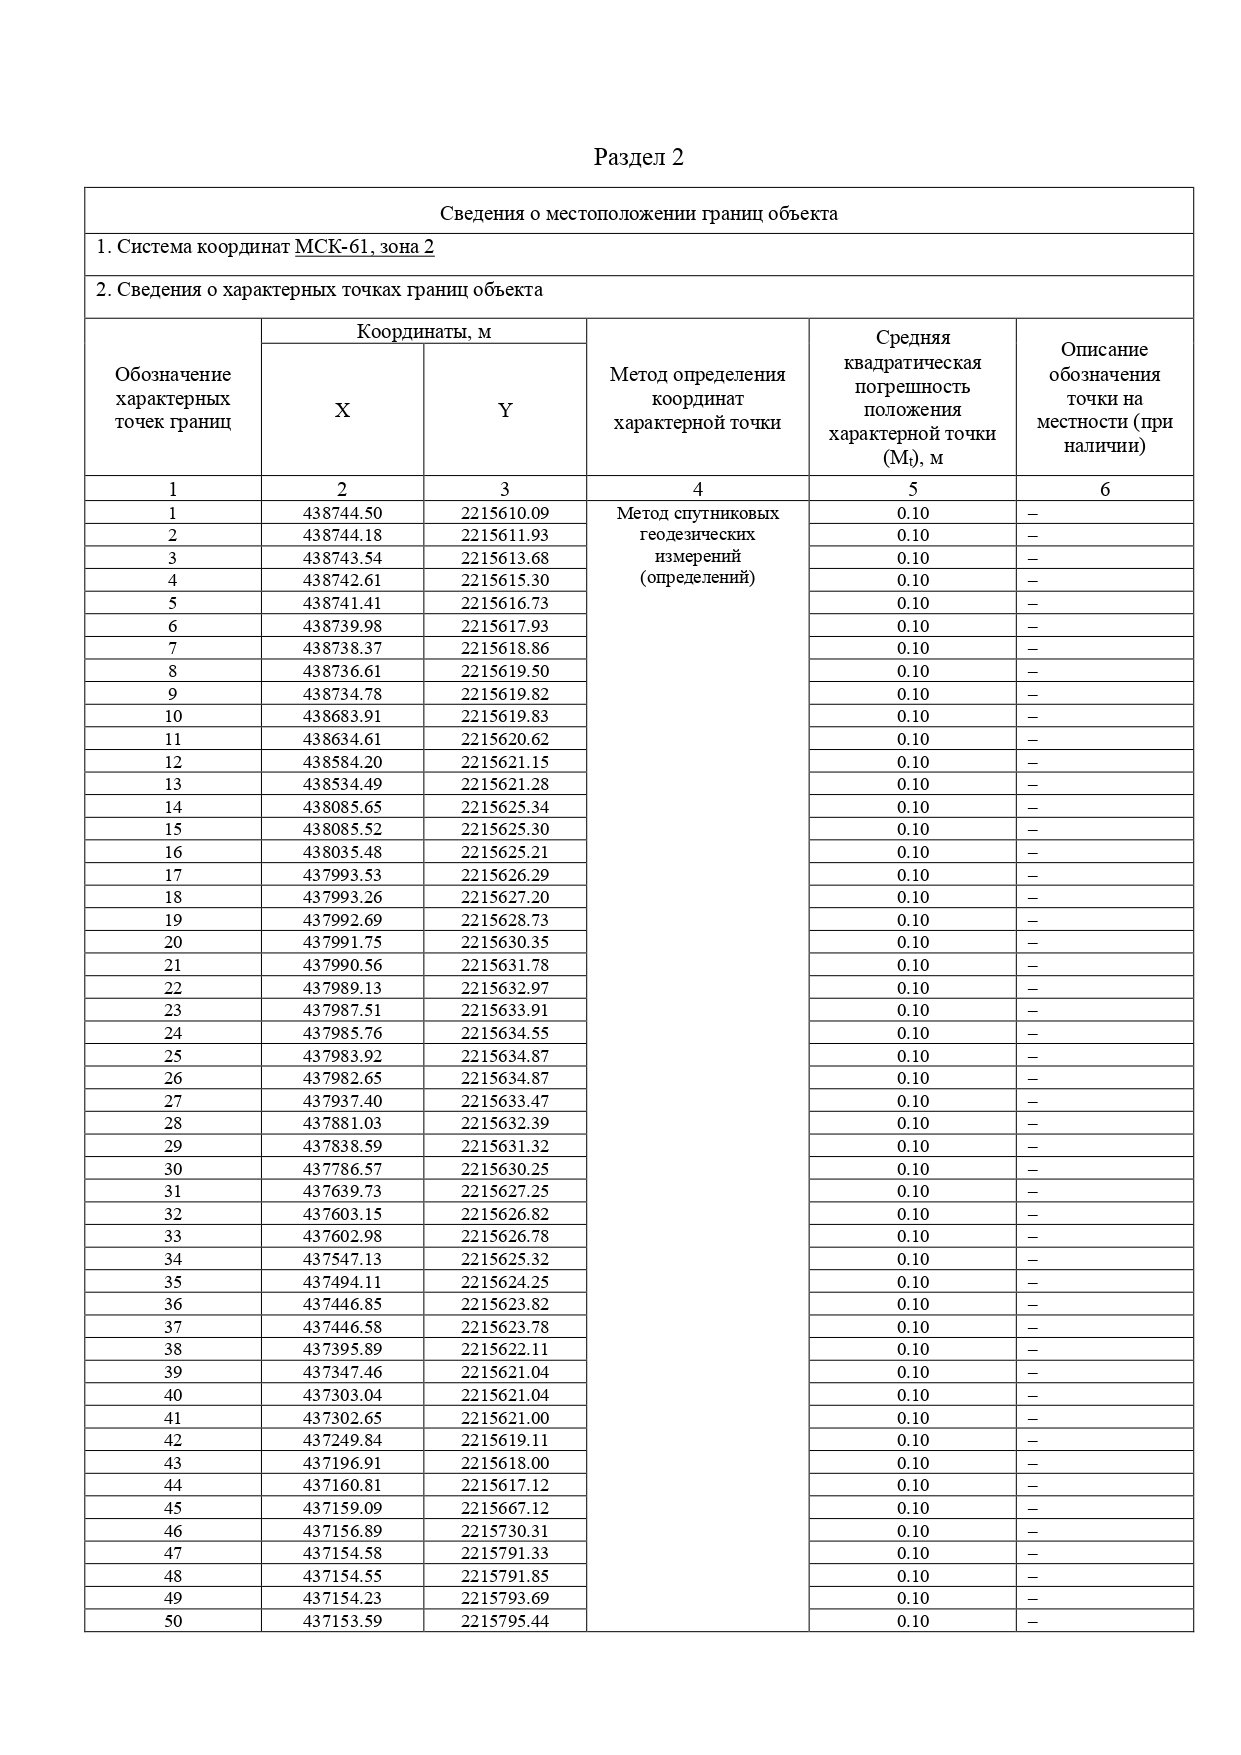 Раздел 2
Сведения о местоположении границ объекта
1. Система координат МСК-61, зона 2
2. Сведения о характерных точках границ объекта
Обозначение характерных точек границ
Координаты, м
X
Y
Метод определения координат характерной точки
Средняя квадратическая погрешность положения характерной точки (Mt), м
Описание обозначения точки на местности (при наличии)
1 2 3 4 5 6
1 438744.50 2215610.09 Метод спутниковых геодезических измерений (определений) 0.10 –
2 438744.18 2215611.93 0.10 –
3 438743.54 2215613.68 0.10 –
4 438742.61 2215615.30 0.10 –
5 438741.41 2215616.73 0.10 –
6 438739.98 2215617.93 0.10 –
7 438738.37 2215618.86 0.10 –
8 438736.61 2215619.50 0.10 –
9 438734.78 2215619.82 0.10 –
10 438683.91 2215619.83 0.10 –
11 438634.61 2215620.62 0.10 –
12 438584.20 2215621.15 0.10 –
13 438534.49 2215621.28 0.10 –
14 438085.65 2215625.34 0.10 –
15 438085.52 2215625.30 0.10 –
16 438035.48 2215625.21 0.10 –
17 437993.53 2215626.29 0.10 –
18 437993.26 2215627.20 0.10 –
19 437992.69 2215628.73 0.10 –
20 437991.75 2215630.35 0.10 –
21 437990.56 2215631.78 0.10 –
22 437989.13 2215632.97 0.10 –
23 437987.51 2215633.91 0.10 –
24 437985.76 2215634.55 0.10 –
25 437983.92 2215634.87 0.10 –
26 437982.65 2215634.87 0.10 –
27 437937.40 2215633.47 0.10 –
28 437881.03 2215632.39 0.10 –
29 437838.59 2215631.32 0.10 –
30 437786.57 2215630.25 0.10 –
31 437639.73 2215627.25 0.10 –
32 437603.15 2215626.82 0.10 –
33 437602.98 2215626.78 0.10 –
34 437547.13 2215625.32 0.10 –
35 437494.11 2215624.25 0.10 –
36 437446.85 2215623.82 0.10 –
37 437446.58 2215623.78 0.10 –
38 437395.89 2215622.11 0.10 –
39 437347.46 2215621.04 0.10 –
40 437303.04 2215621.04 0.10 –
41 437302.65 2215621.00 0.10 –
42 437249.84 2215619.11 0.10 –
43 437196.91 2215618.00 0.10 –
44 437160.81 2215617.12 0.10 –
45 437159.09 2215667.12 0.10 –
46 437156.89 2215730.31 0.10 –
47 437154.58 2215791.33 0.10 –
48 437154.55 2215791.85 0.10 –
49 437154.23 2215793.69 0.10 –
50 437153.59 2215795.44 0.10 –